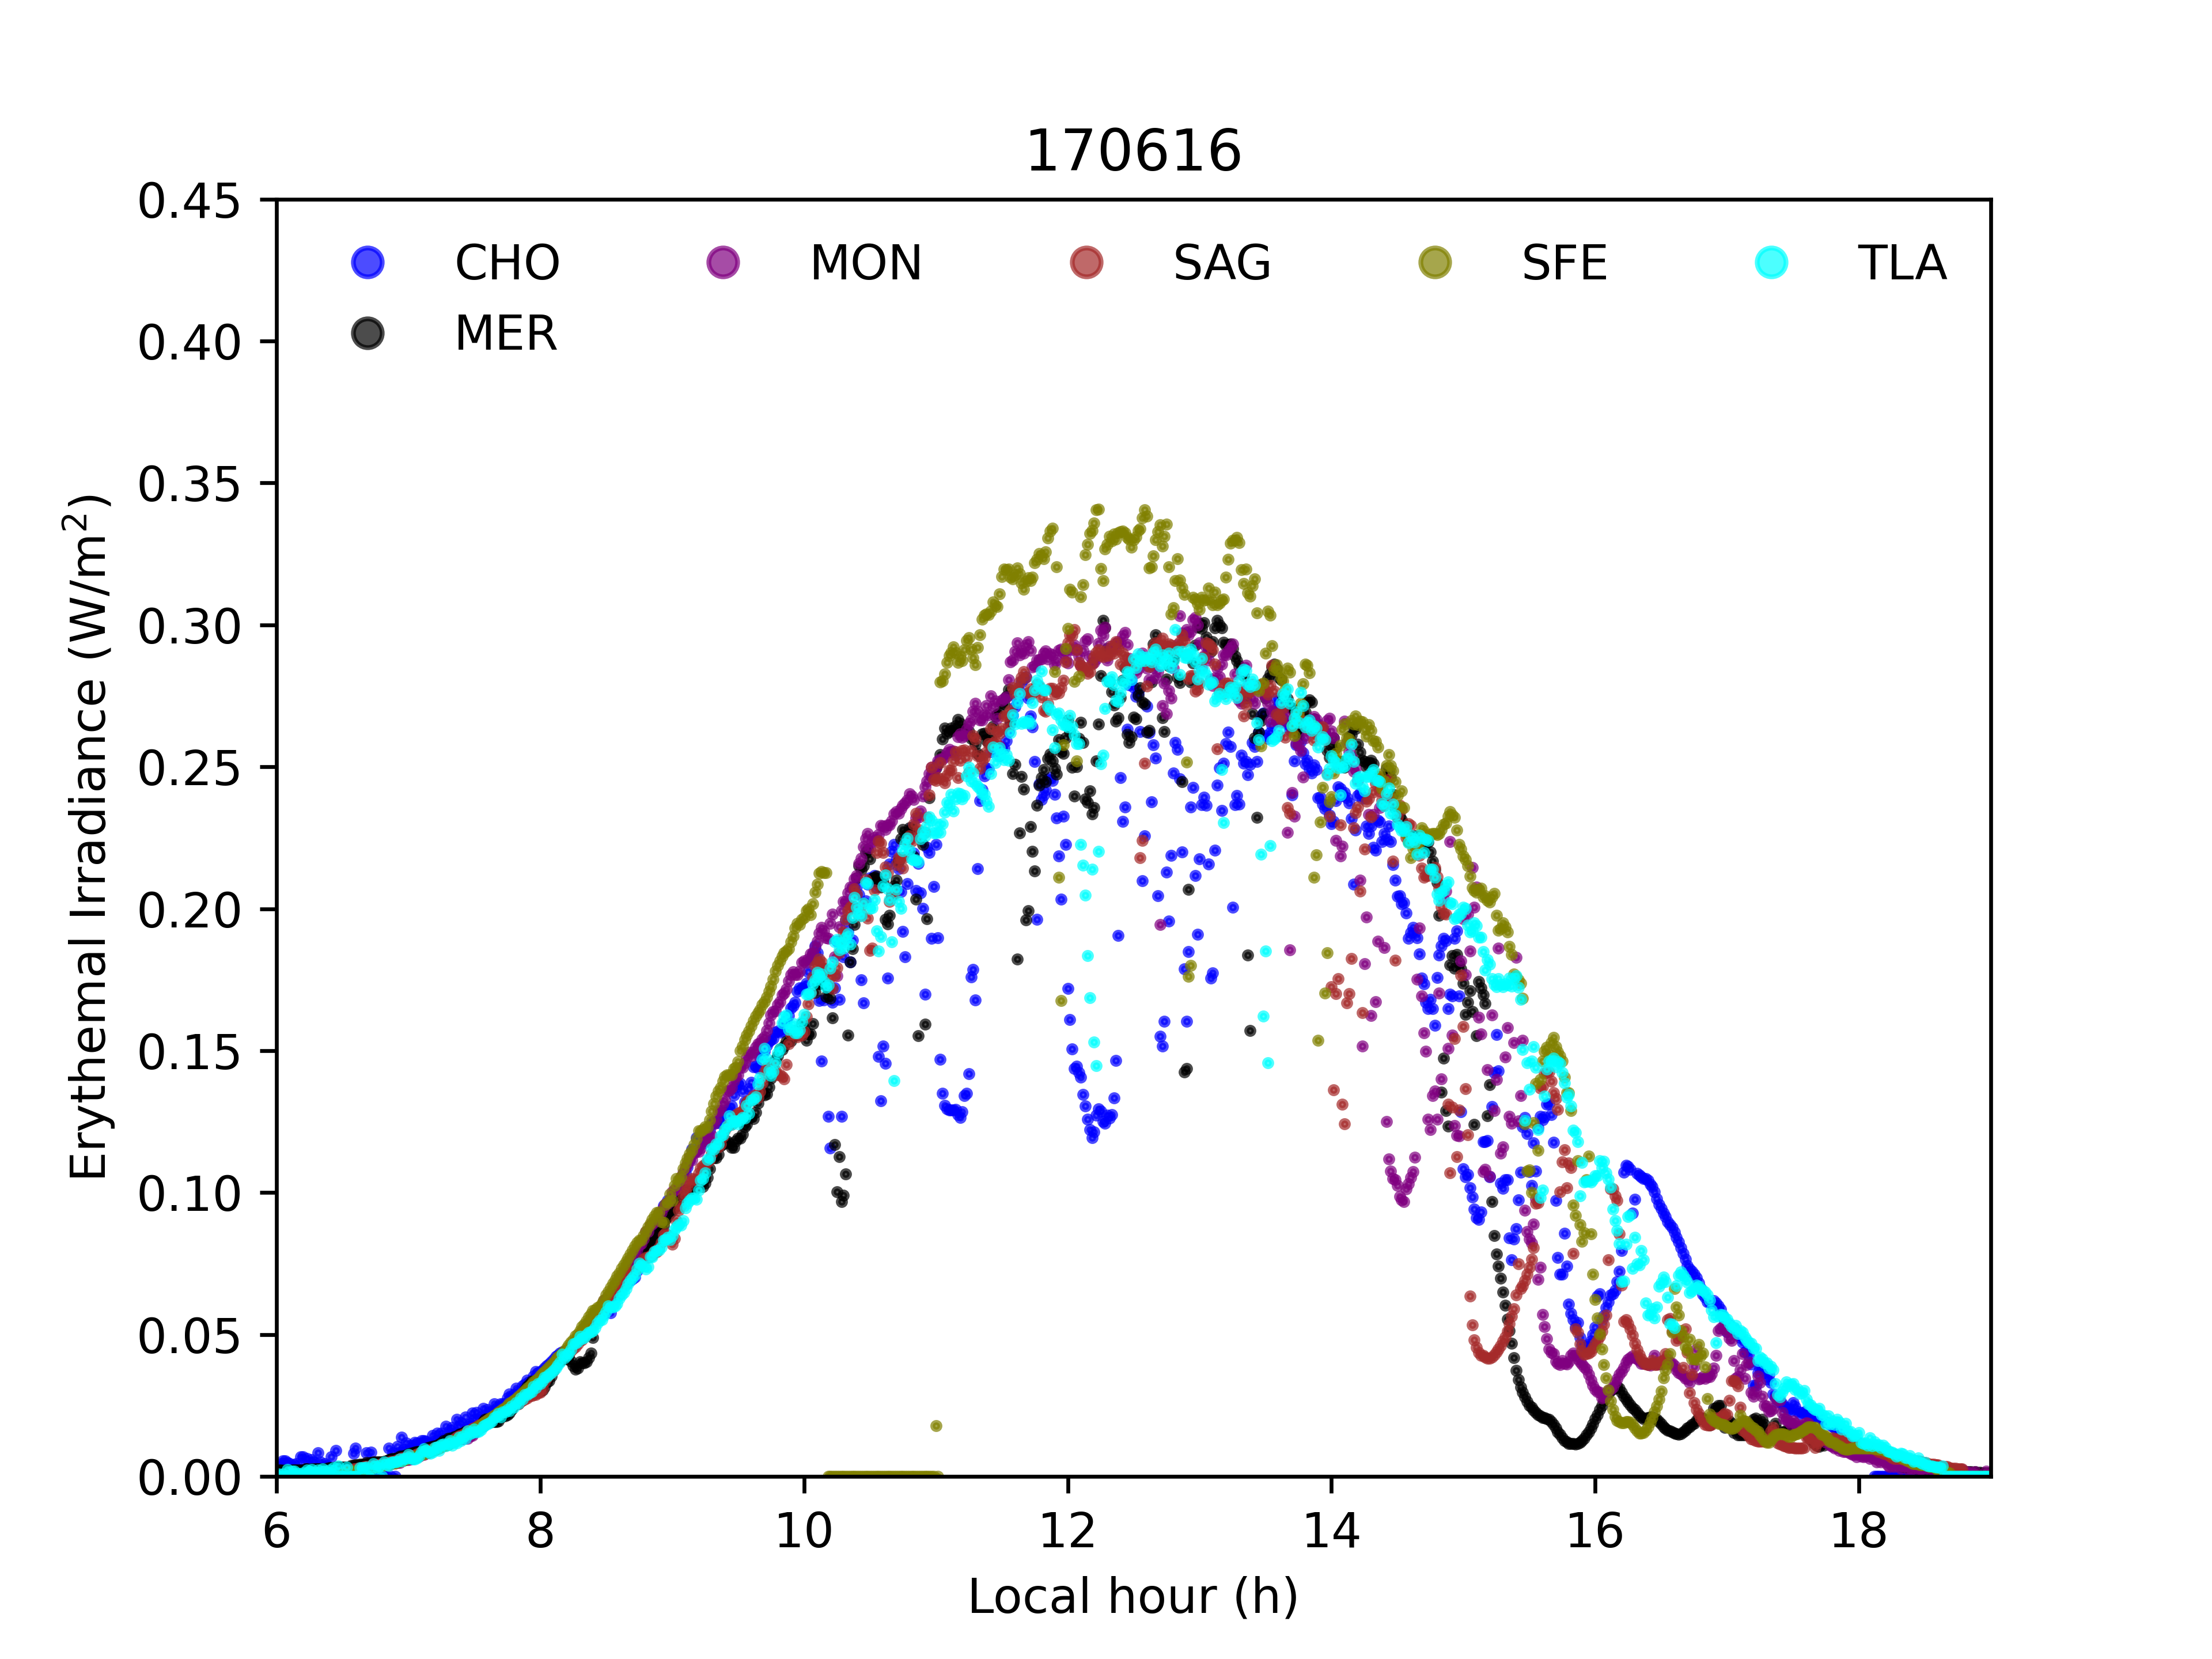 170616
0.45
0.40
0.35
0.30
0.25
0.20
0.15
0.10
0.05
0.00
Erythemal Irradiance (W/m²)
CHO MON SAG SFE TLA
MER
6 8 10 12 14 16 18
Local hour (h)